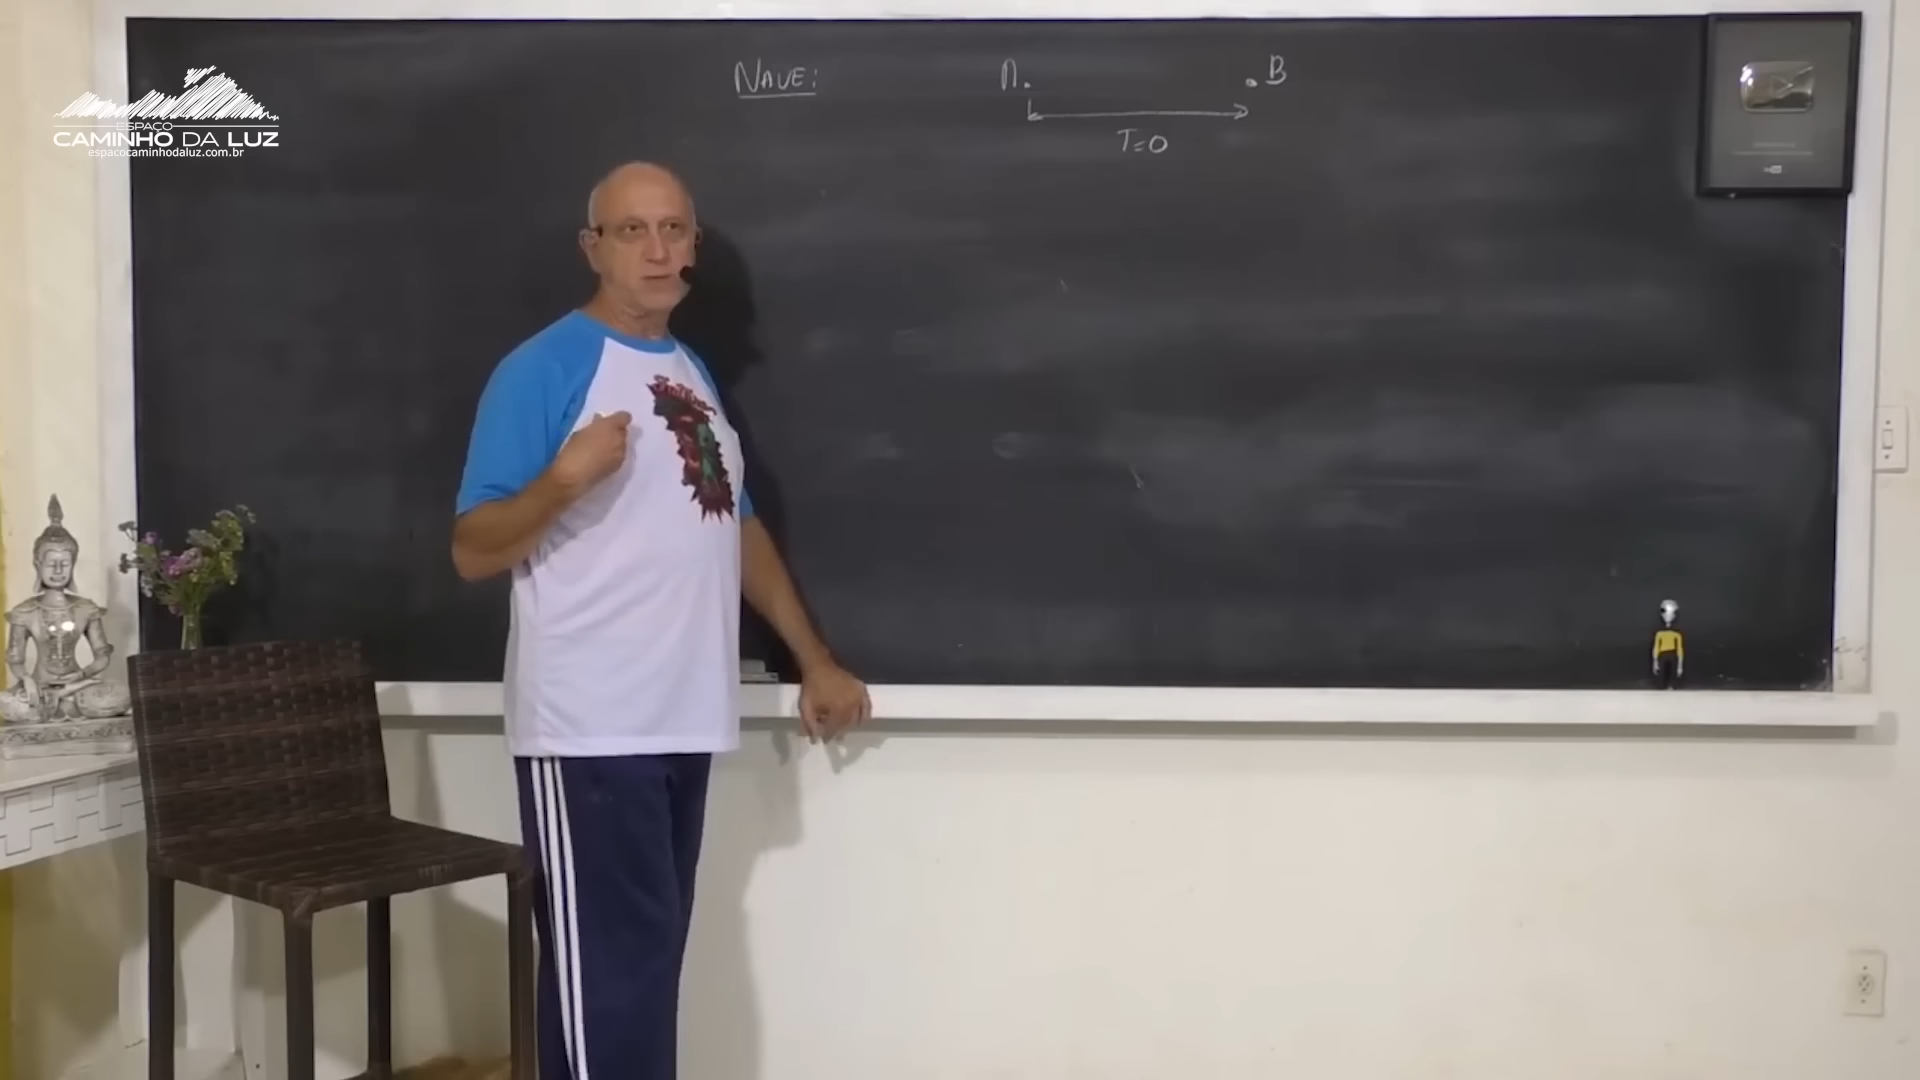 ESPAÇO
CAMINHO DA LUZ
espacocaminhodaluz.com.br
NAVE: A. .B
T=0